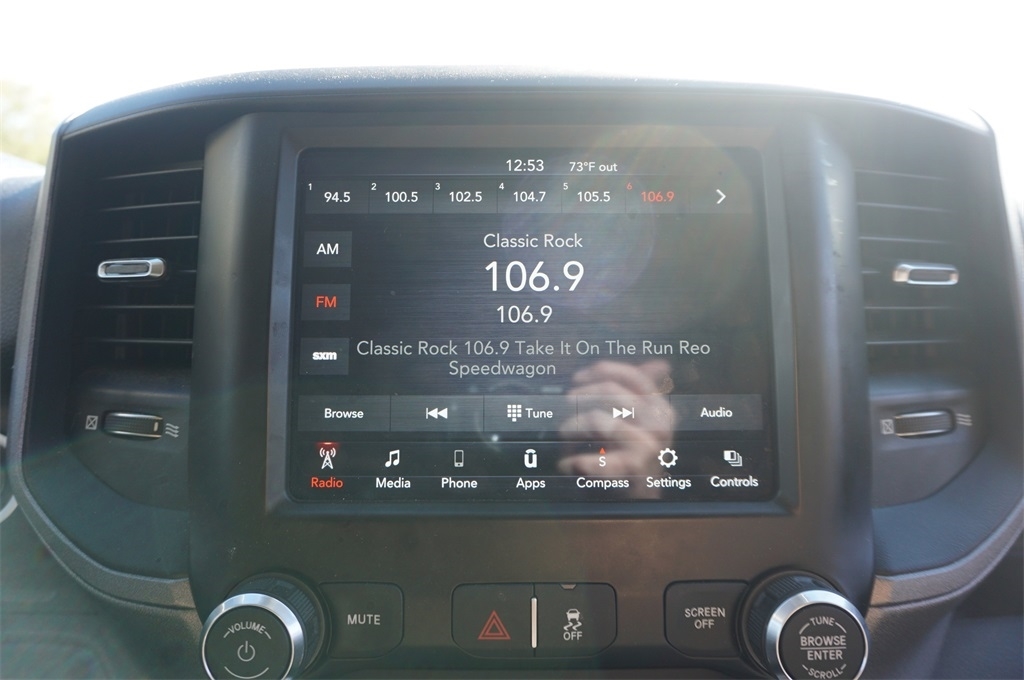 12:53 73°F out
1 94.5 2 100.5 3 102.5 4 104.7 5 105.5 6 106.9
AM
Classic Rock
106.9
FM
106.9
sxm
Classic Rock 106.9 Take It On The Run Reo
Speedwagon
Browse Tune Audio
Radio Media Phone Apps Compass Settings Controls
S
VOLUME
MUTE
OFF
SCREEN
OFF
TUNE
BROWSE
ENTER
SCROLL